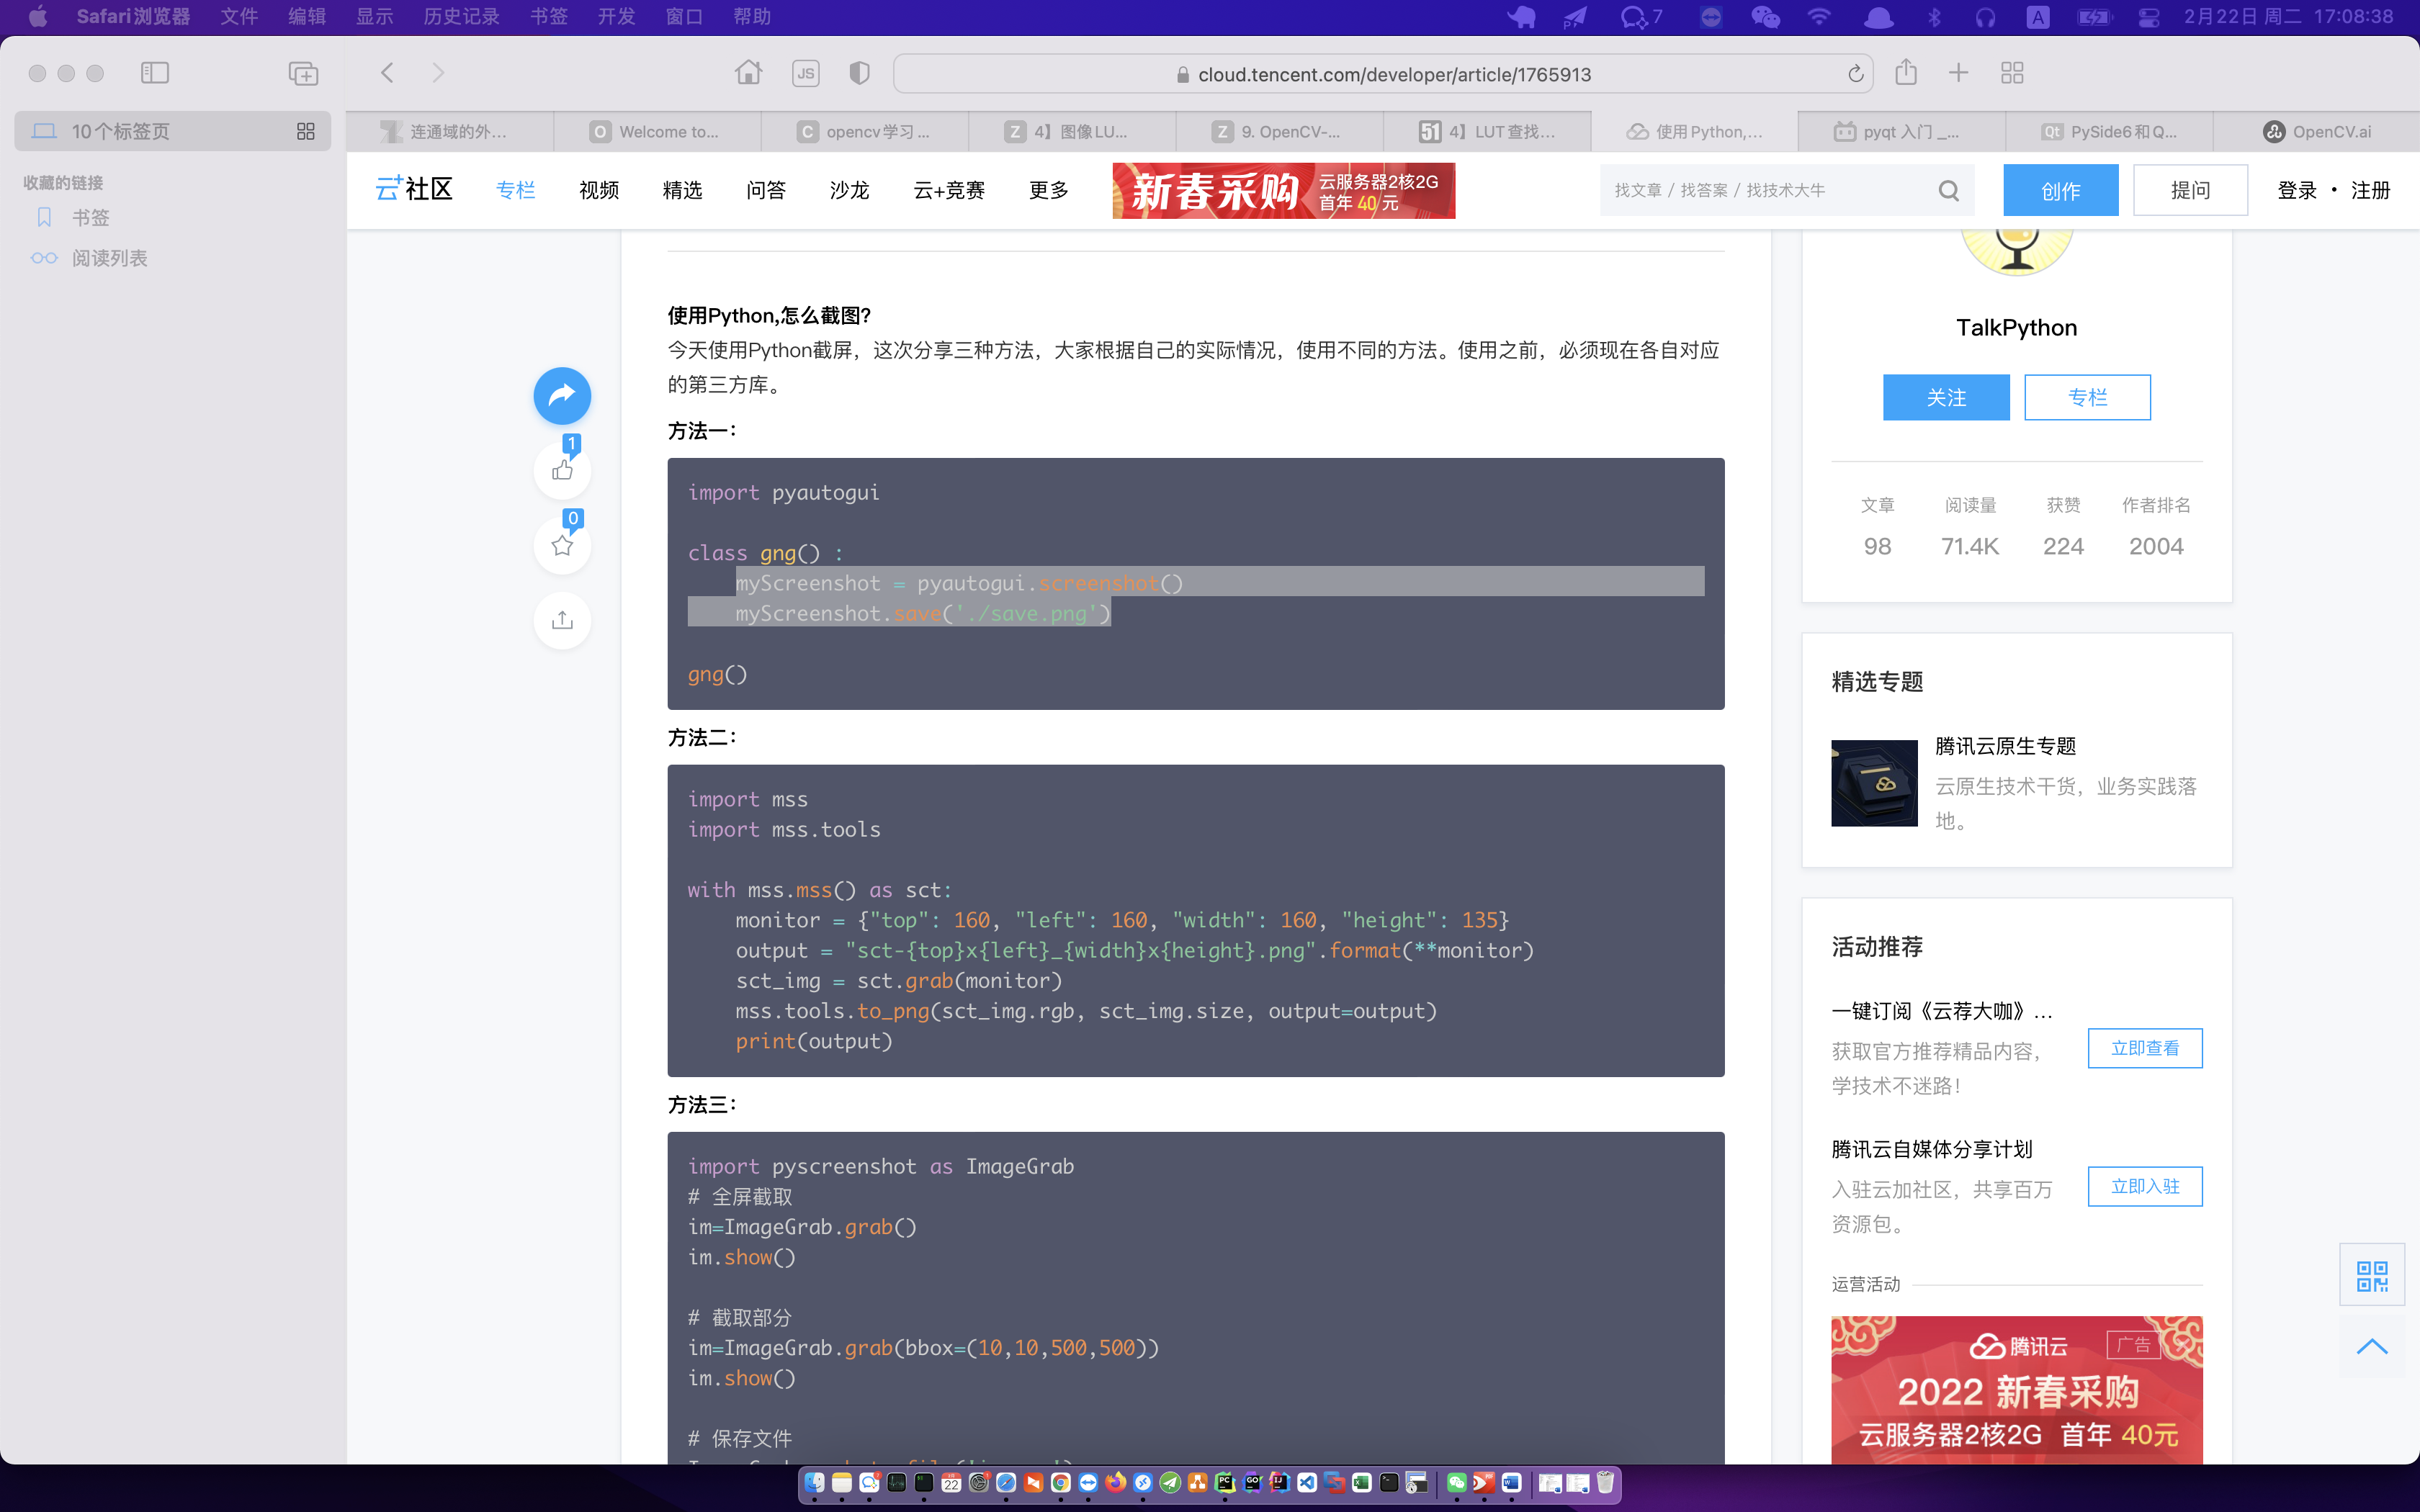 Safari浏览器 文件 编辑 显示 历史记录 书签 开发 窗口 帮助
7
A
2月22日 周二 17:08:38
JS
cloud.tencent.com/developer/article/1765913
10个标签页
收藏的链接
书签
阅读列表
连通域的外...
O Welcome to...
C opencv学习...
Z 4】图像LU...
Z 9. OpenCV-...
51 4】LUT查找...
使用Python,...
pyqt 入门 _...
Qt PySide6和Q...
OpenCV.ai
云+社区
专栏 视频 精选 问答 沙龙 云+竞赛 更多
新春采购
云服务器2核2G
首年 40元
找文章 / 找答案 / 找技术大牛
创作
提问
登录 · 注册
使用Python,怎么截图?
今天使用Python截屏，这次分享三种方法，大家根据自己的实际情况，使用不同的方法。使用之前，必须现在各自对应
的第三方库。
1
0
方法一：
import pyautogui
class gng() :
    myScreenshot = pyautogui.screenshot()
    myScreenshot.save('./save.png')
gng()
方法二：
import mss
import mss.tools
with mss.mss() as sct:
    monitor = {"top": 160, "left": 160, "width": 160, "height": 135}
    output = "sct-{top}x{left}_{width}x{height}.png".format(**monitor)
    sct_img = sct.grab(monitor)
    mss.tools.to_png(sct_img.rgb, sct_img.size, output=output)
    print(output)
方法三：
import pyscreenshot as ImageGrab
# 全屏截取
im=ImageGrab.grab()
im.show()
# 截取部分
im=ImageGrab.grab(bbox=(10,10,500,500))
im.show()
# 保存文件
TalkPython
关注
专栏
文章 阅读量 获赞 作者排名
98 71.4K 224 2004
精选专题
腾讯云原生专题
云原生技术干货，业务实践落
地。
活动推荐
一键订阅《云荐大咖》...
获取官方推荐精品内容，
学技术不迷路！
立即查看
腾讯云自媒体分享计划
入驻云加社区，共享百万
资源包。
立即入驻
运营活动
腾讯云
广告
2022 新春采购
云服务器2核2G 首年 40元
22
PC
GO
IJ